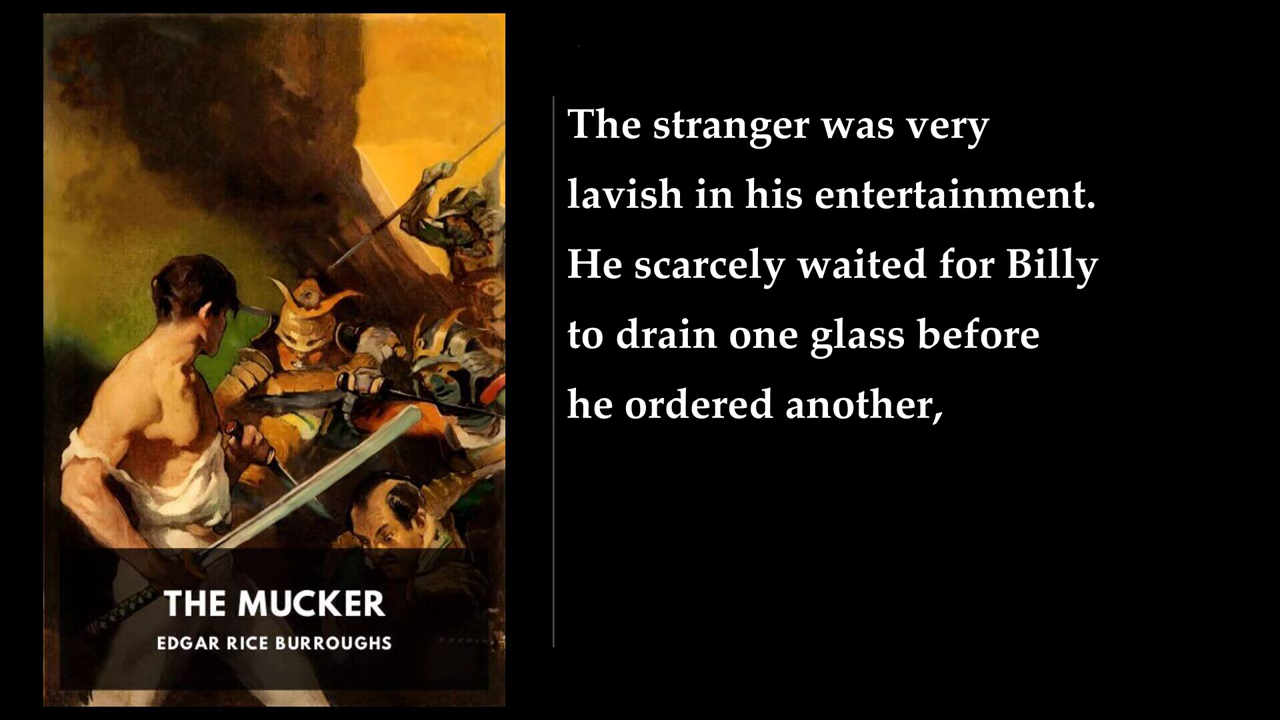 THE MUCKER
EDGAR RICE BURROUGHS
The stranger was very
lavish in his entertainment.
He scarcely waited for Billy
to drain one glass before
he ordered another,